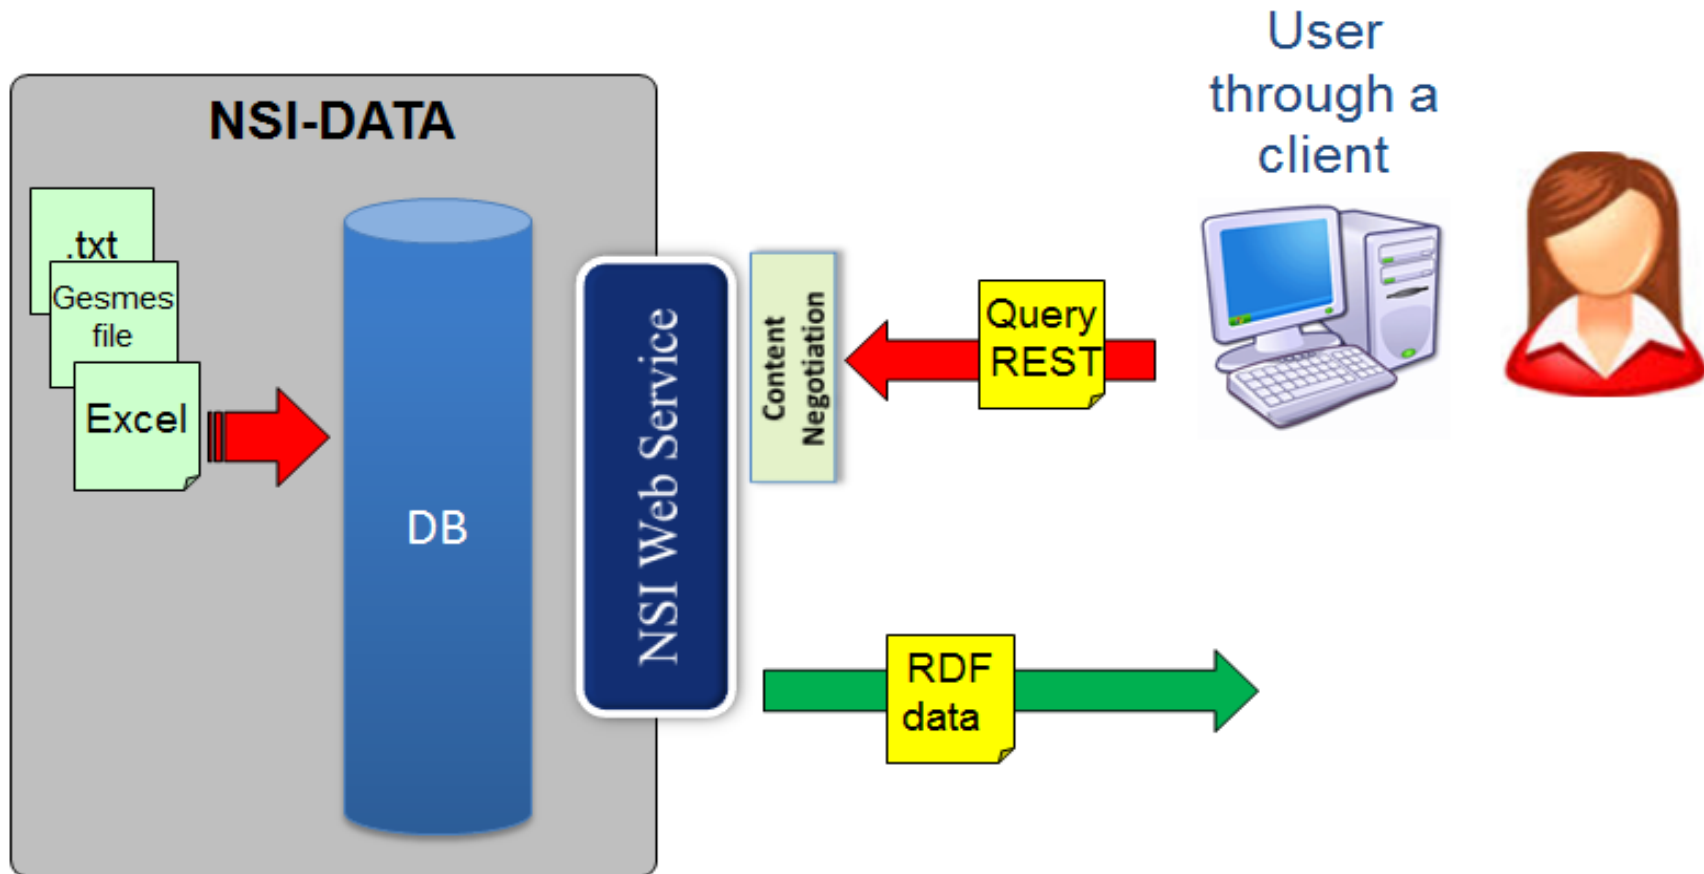 User
through a
client
NSI-DATA
.txt
Gesmes
file
Excel
DB
NSI Web Service
Content
Negotiation
Query
REST
RDF
data